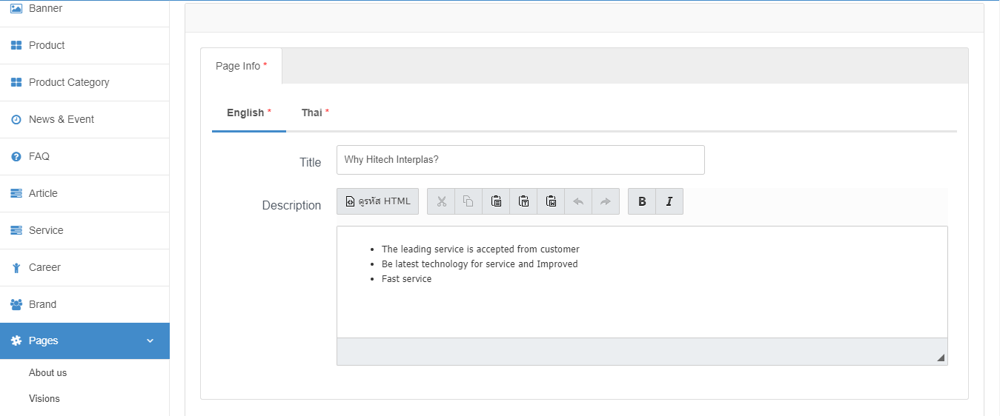 Banner
Product
Product Category
News & Event
FAQ
Article
Service
Career
Brand
Pages
About us
Visions
Page Info *
English *
Thai *
Title
Why Hitech Interplas?
Description
ดูรหัส HTML
B
I
The leading service is accepted from customer
Be latest technology for service and Improved
Fast service